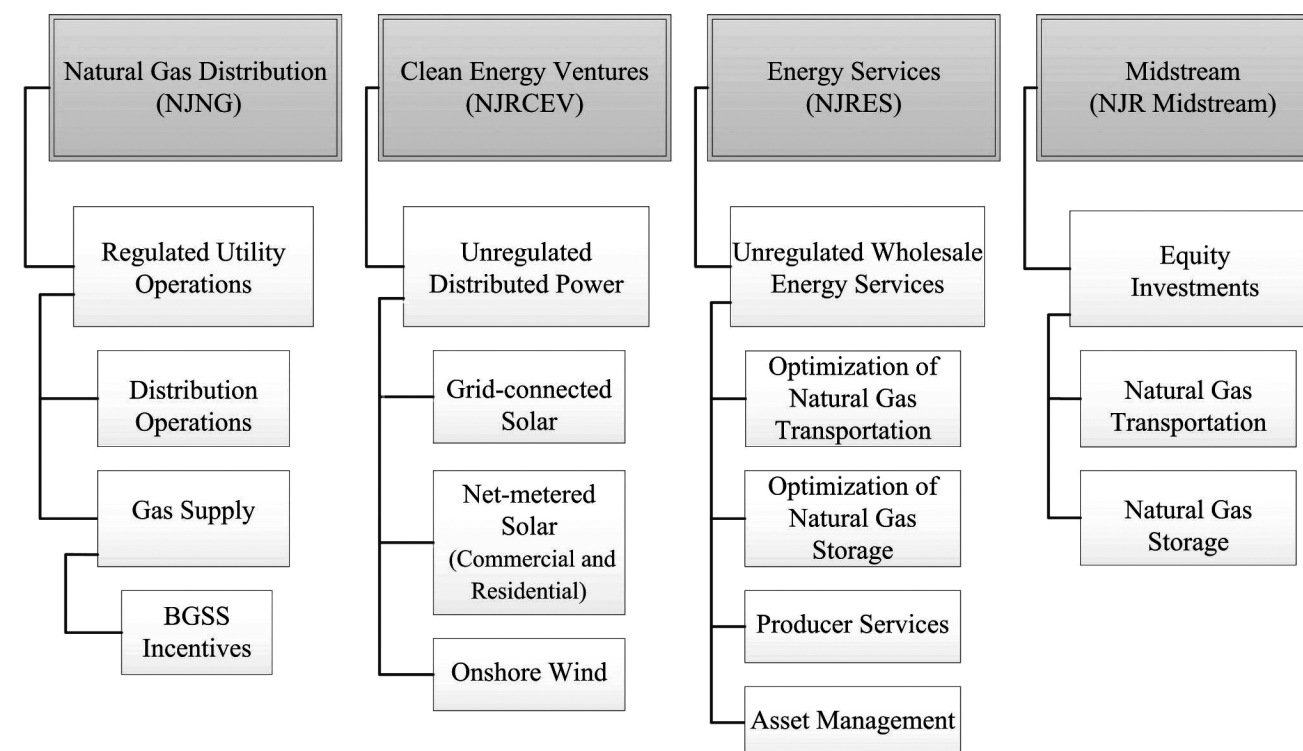 Natural Gas Distribution
(NJNG)
Regulated Utility
Operations
Distribution
Operations
Gas Supply
BGSS
Incentives
Clean Energy Ventures
(NJRCEV)
Unregulated
Distributed Power
Grid-connected
Solar
Net-metered
Solar
(Commercial and
Residential)
Onshore Wind
Energy Services
(NJRES)
Unregulated Wholesale
Energy Services
Optimization of
Natural Gas
Transportation
Optimization of
Natural Gas
Storage
Producer Services
Asset Management
Midstream
(NJR Midstream)
Equity
Investments
Natural Gas
Transportation
Natural Gas
Storage